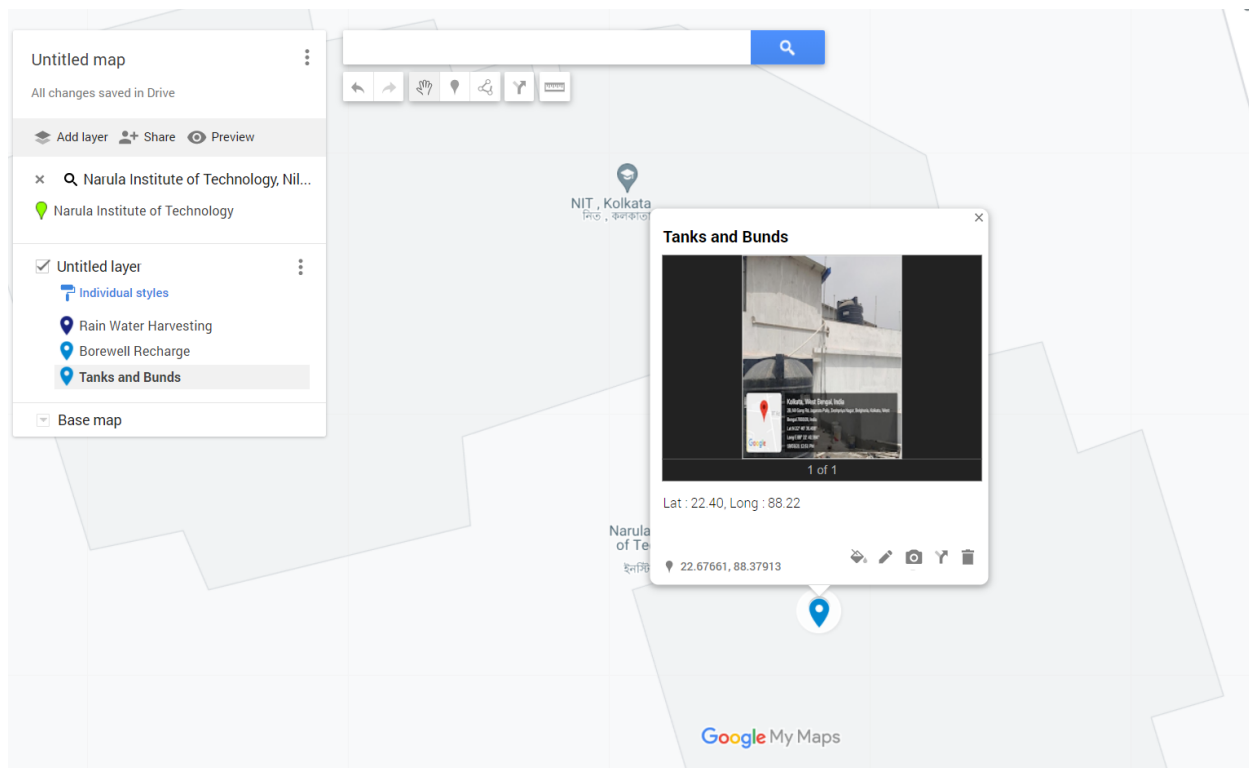 Untitled map
All changes saved in Drive
Add layer Share Preview
Narula Institute of Technology, Nil...
Narula Institute of Technology
Untitled layer
Individual styles
Rain Water Harvesting
Borewell Recharge
Tanks and Bunds
Base map
NIT , Kolkata
নিত , কলকাতা
Tanks and Bunds
Kolkata, West Bengal, India
Google
1 of 1
Lat : 22.40, Long : 88.22
Narula
of Te
22.67661, 88.37913
Google My Maps